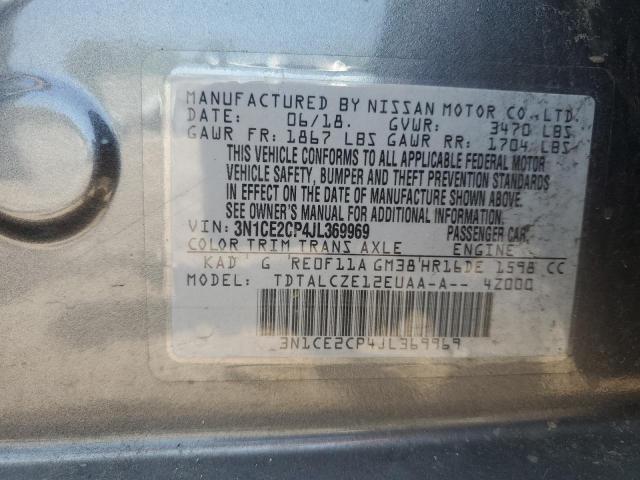 MANUFACTURED BY NISSAN MOTOR CO., LTD.
DATE: 06/18. GVWR: 3470 LBS
GAWR FR: 1867 LBS GAWR RR: 1704 LBS
THIS VEHICLE CONFORMS TO ALL APPLICABLE FEDERAL MOTOR
VEHICLE SAFETY, BUMPER AND THEFT PREVENTION STANDARDS
IN EFFECT ON THE DATE OF MANUFACTURE SHOWN ABOVE.
SEE OWNER'S MANUAL FOR ADDITIONAL INFORMATION.
VIN: 3N1CE2CP4JL369969 PASSENGER CAR
COLOR TRIM TRANS AXLE ENGINE
KAD G RE0F11A GM38 HR16DE 1598 CC
MODEL TDTALCZE12EUAA-A-- 4Z000
3N1CE2CP4JL369969